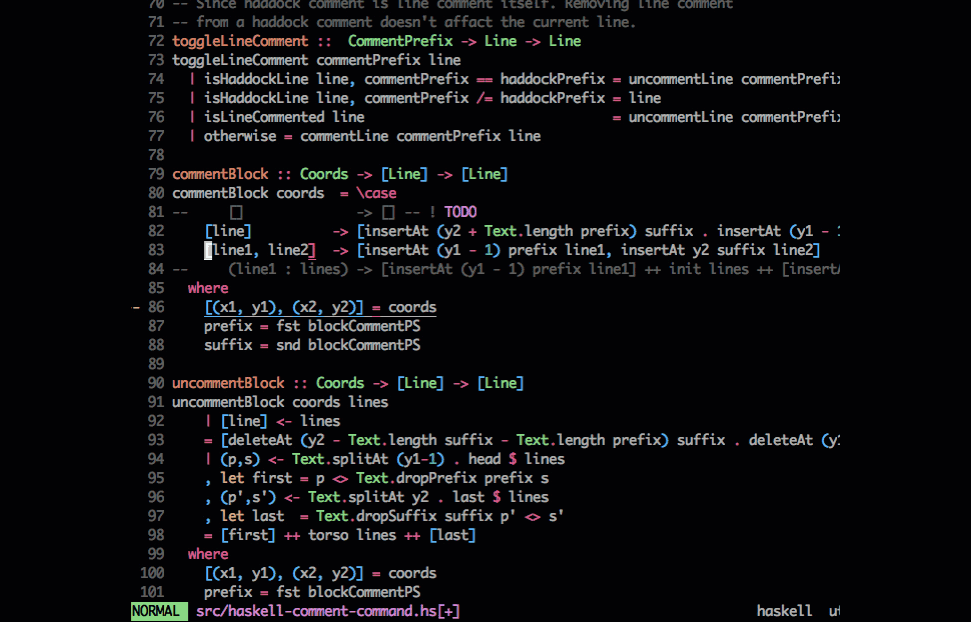 70 -- Since haddock comment is line comment itself. Removing line comment
71 -- from a haddock comment doesn't affact the current line.
72 toggleLineComment ::  CommentPrefix -> Line -> Line
73 toggleLineComment commentPrefix line
74   | isHaddockLine line, commentPrefix == haddockPrefix = uncommentLine commentPrefi
75   | isHaddockLine line, commentPrefix /= haddockPrefix = line
76   | isLineCommented line                               = uncommentLine commentPrefi
77   | otherwise = commentLine commentPrefix line
78
79 commentBlock :: Coords -> [Line] -> [Line]
80 commentBlock coords  = \case
81 --     []              -> [] -- ! TODO
82     [line]          -> [insertAt (y2 + Text.length prefix) suffix . insertAt (y1 -
83     [line1, line2]  -> [insertAt (y1 - 1) prefix line1, insertAt y2 suffix line2]
84 --     (line1 : lines) -> [insertAt (y1 - 1) prefix line1] ++ init lines ++ [insert
85   where
– 86     [(x1, y1), (x2, y2)] = coords
87     prefix = fst blockCommentPS
88     suffix = snd blockCommentPS
89
90 uncommentBlock :: Coords -> [Line] -> [Line]
91 uncommentBlock coords lines
92     | [line] <- lines
93     = [deleteAt (y2 - Text.length suffix - Text.length prefix) suffix . deleteAt (y
94     | (p,s) <- Text.splitAt (y1-1) . head $ lines
95     , let first = p <> Text.dropPrefix prefix s
96     , (p',s') <- Text.splitAt y2 . last $ lines
97     , let last  = Text.dropSuffix suffix p' <> s'
98     = [first] ++ torso lines ++ [last]
99   where
100     [(x1, y1), (x2, y2)] = coords
101     prefix = fst blockCommentPS
NORMAL  src/haskell-comment-command.hs[+]  haskell  ut